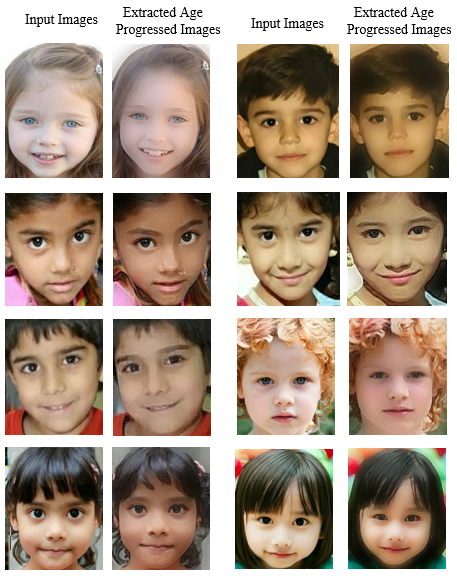 Input Images
Extracted Age
Progressed Images
Input Images
Extracted Age
Progressed Images